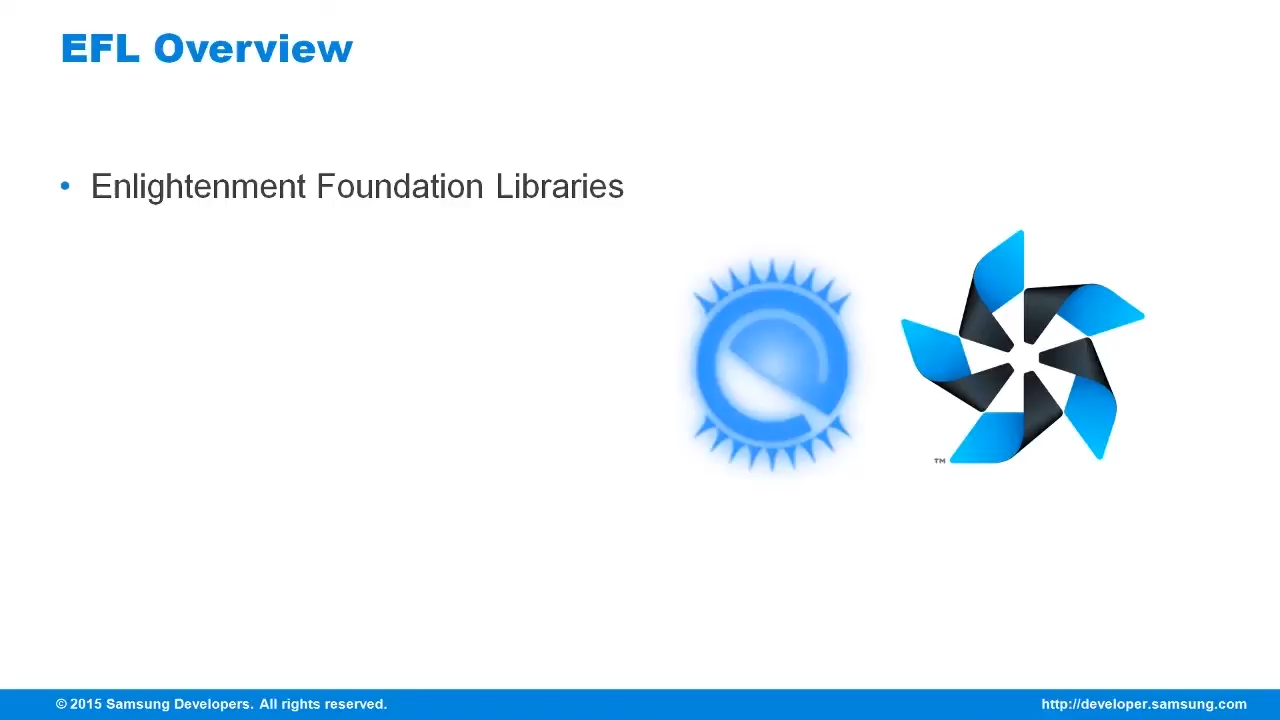 EFL Overview
• Enlightenment Foundation Libraries
TM
© 2015 Samsung Developers. All rights reserved.
http://developer.samsung.com